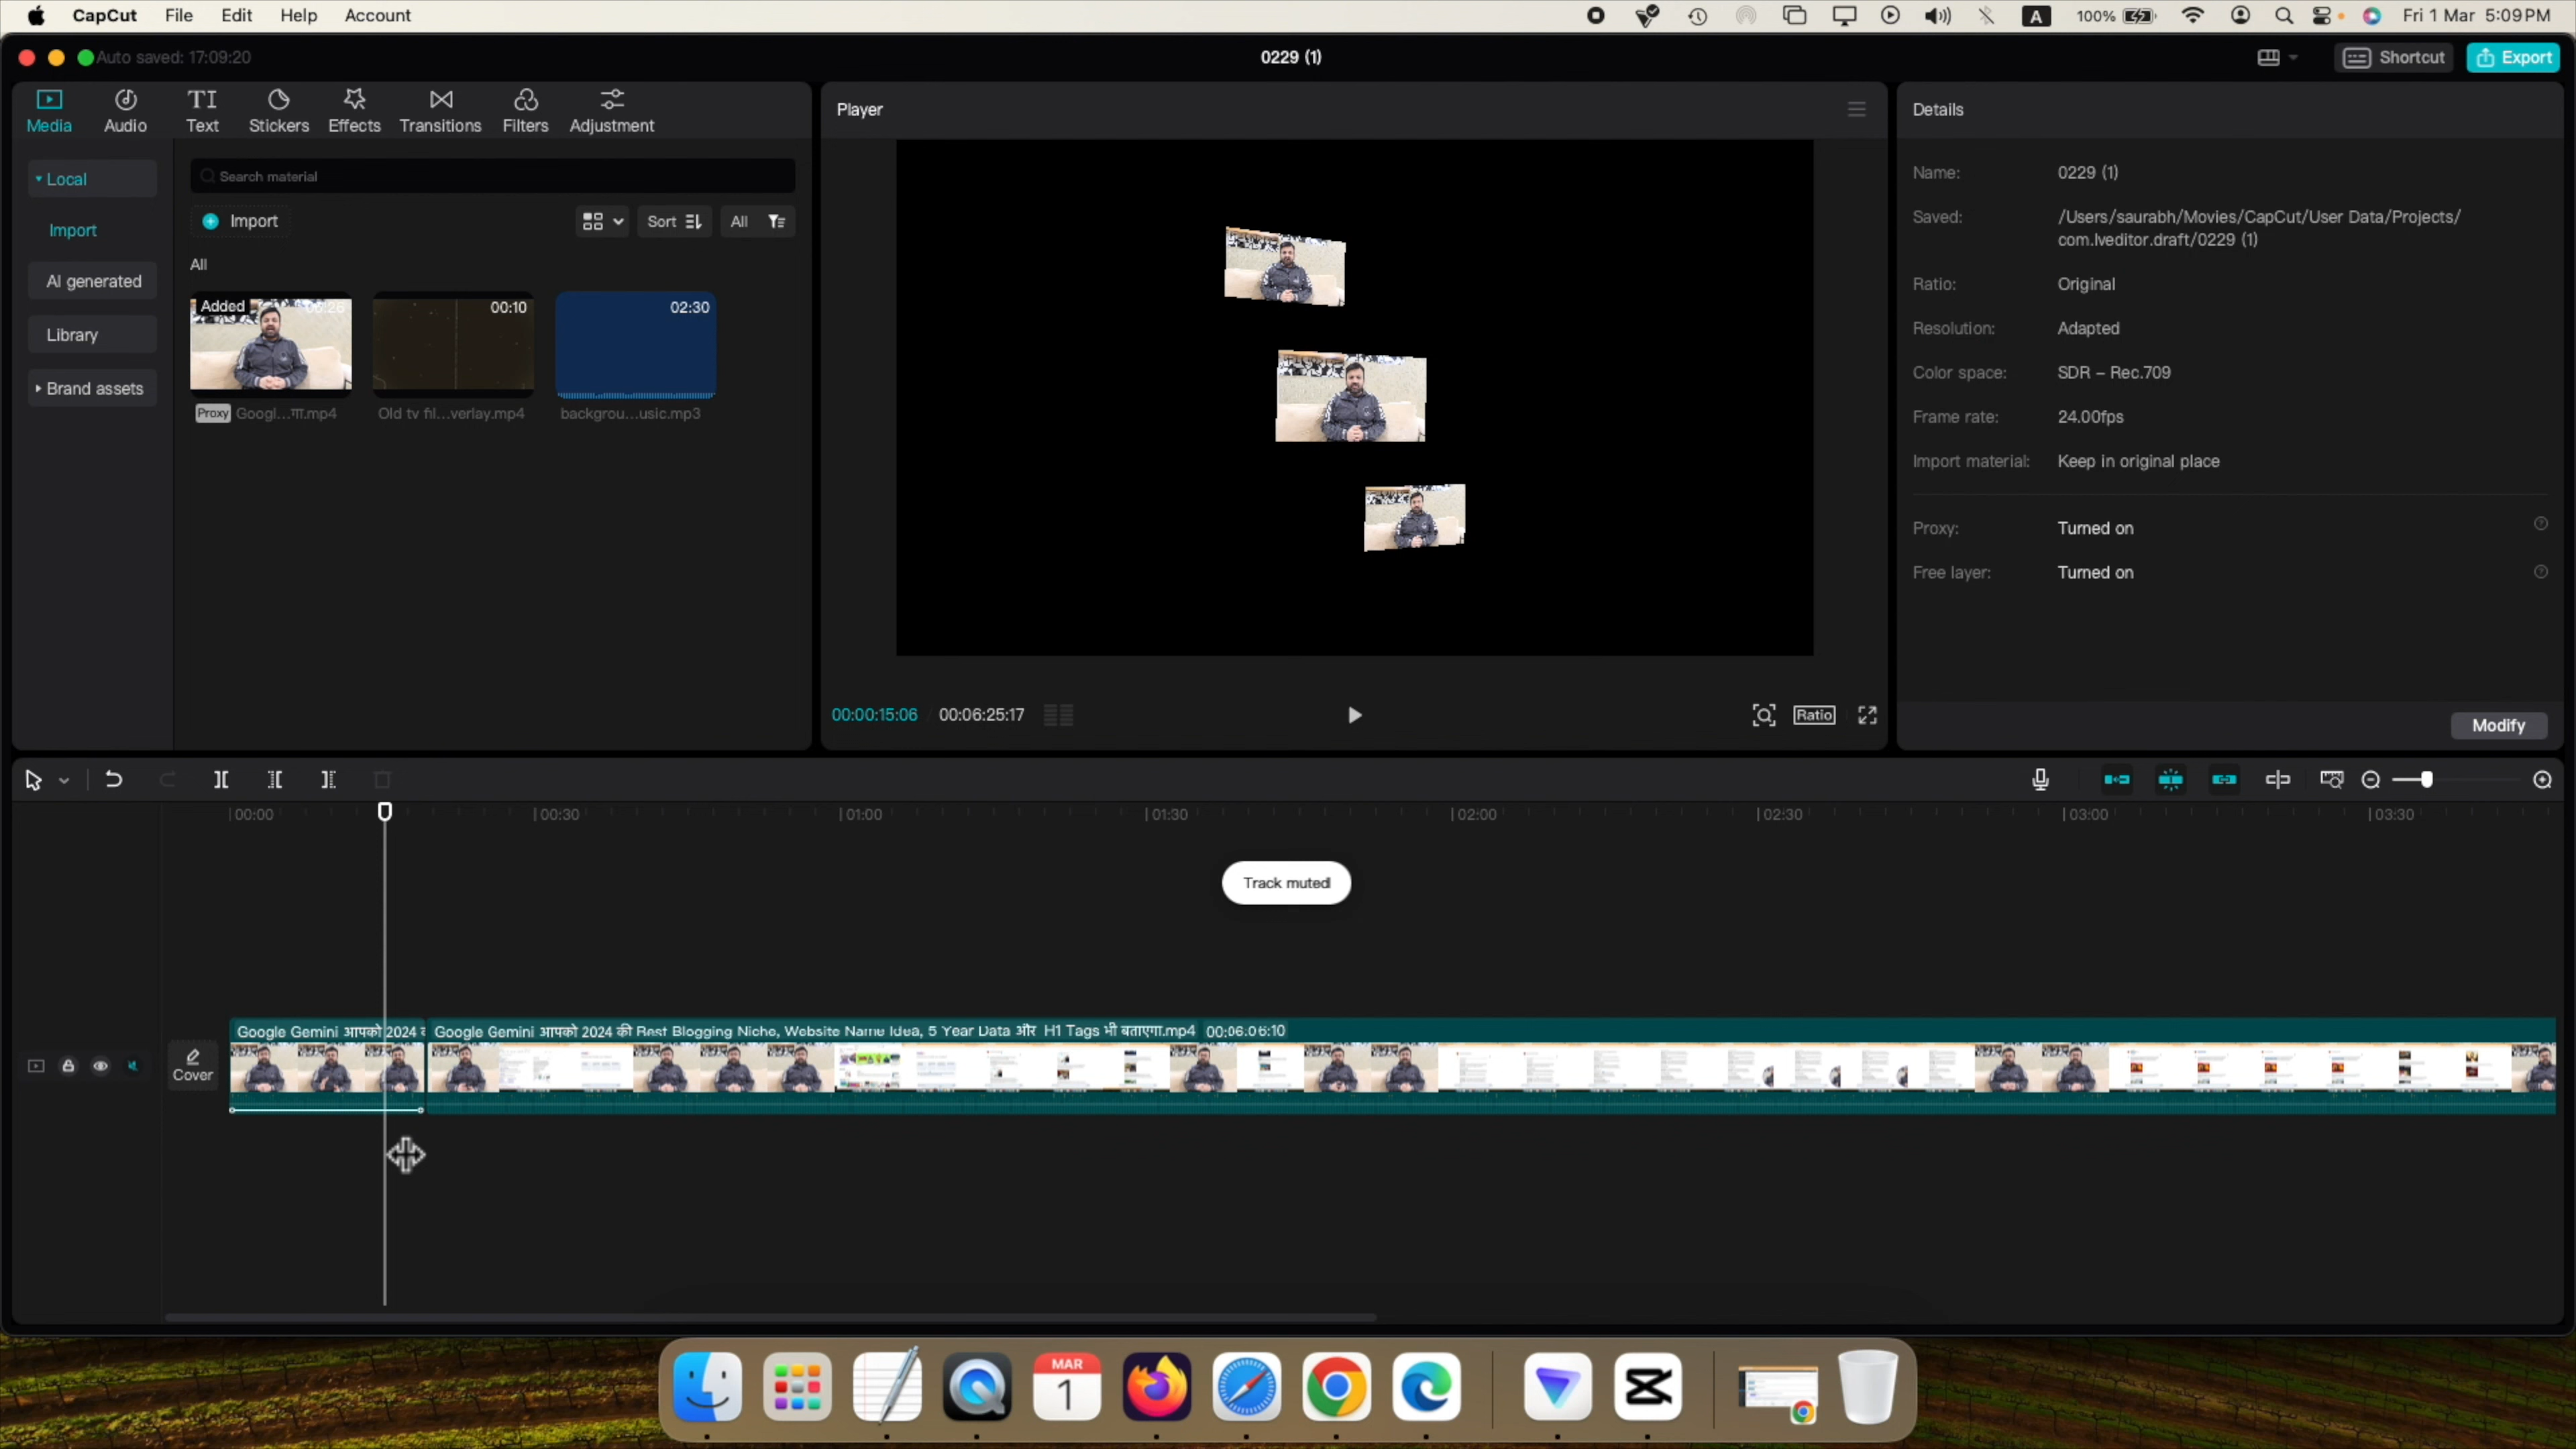 CapCut File Edit Help Account
A 100% Fri 1 Mar 5:09 PM
Auto saved: 17:09:20
0229 (1)
Shortcut Export
Media Audio Text Stickers Effects Transitions Filters Adjustment
TI
Player
Details
Local
Import
AI generated
Library
Brand assets
Search material
Import
Sort All
All
Added
00:10
02:30
Proxy Googl...गा.mp4
Old tv fil...verlay.mp4
backgrou...usic.mp3
Name: 0229 (1)
Saved: /Users/saurabh/Movies/CapCut/User Data/Projects/
com.lveditor.draft/0229 (1)
Ratio: Original
Resolution: Adapted
Color space: SDR – Rec.709
Frame rate: 24.00fps
Import material: Keep in original place
Proxy: Turned on
Free layer: Turned on
Modify
00:00:15:06 00:06:25:17
Ratio
00:00 00:30 01:00 01:30 02:00 02:30 03:00 03:30
Track muted
Cover
Google Gemini आपको 2024
Google Gemini आपको 2024 की Best Blogging Niche, Website Name Idea, 5 Year Data और H1 Tags भी बताएगा.mp4 00:06:06:10
MAR
1